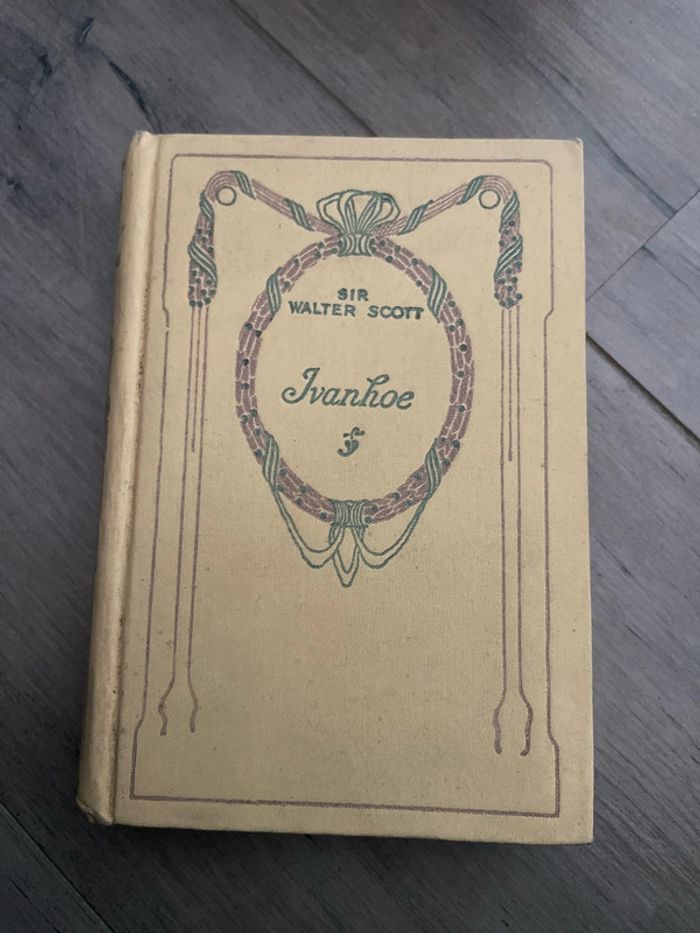 SIR
WALTER SCOTT
Ivanhoe